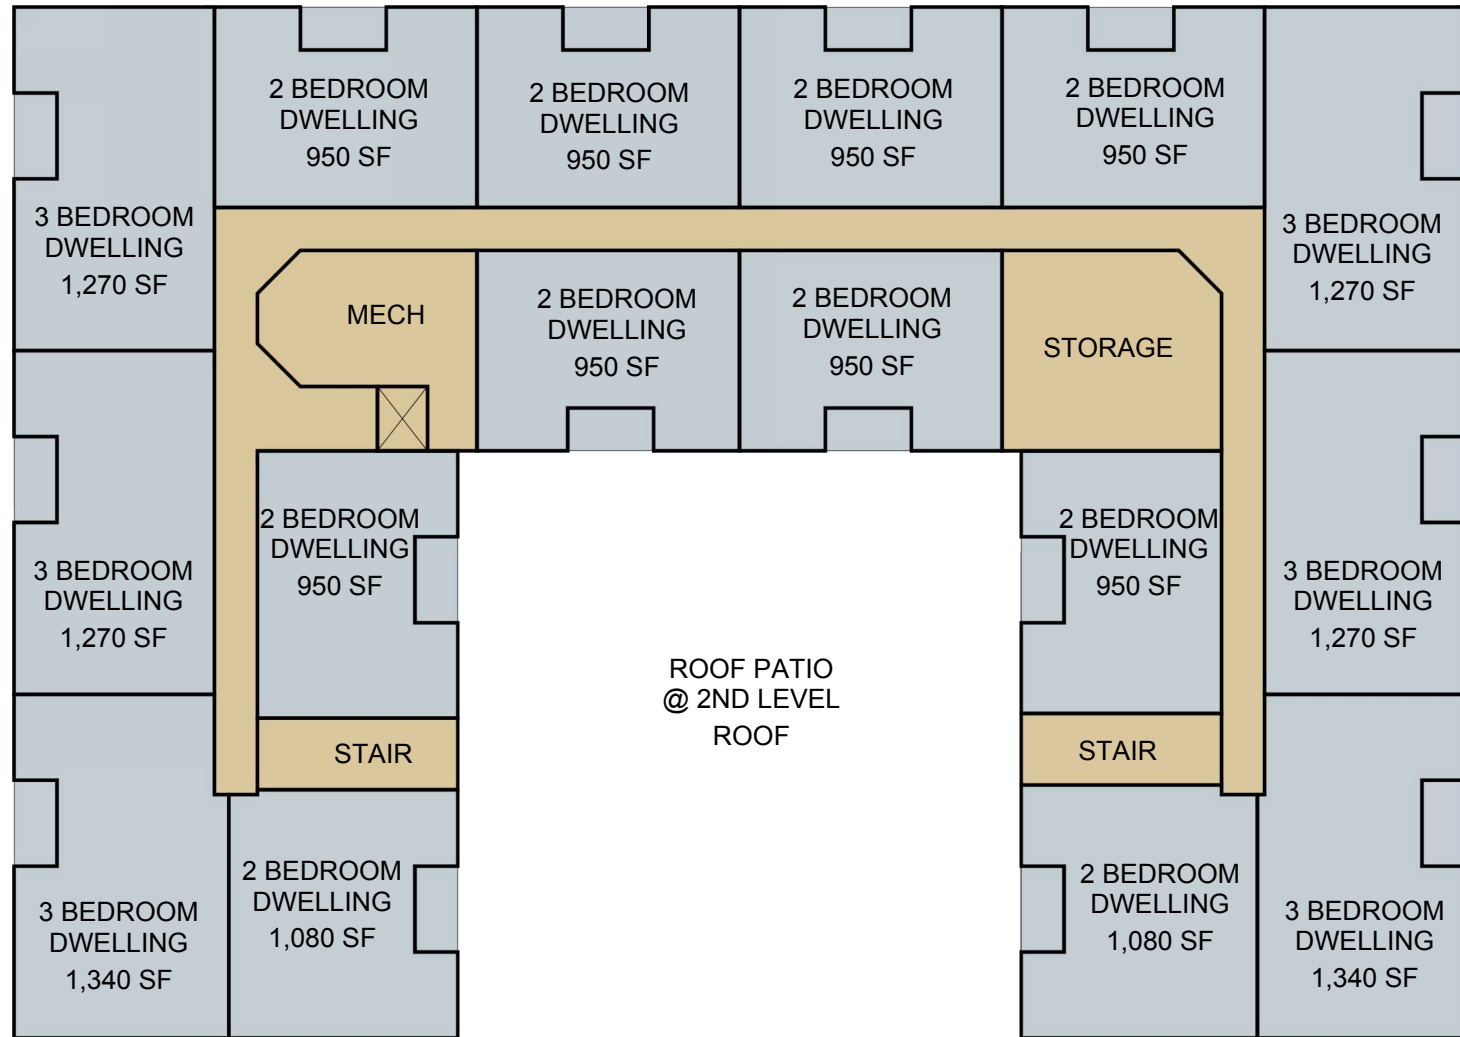 2 BEDROOM
DWELLING
950 SF
2 BEDROOM
DWELLING
950 SF
2 BEDROOM
DWELLING
950 SF
2 BEDROOM
DWELLING
950 SF
3 BEDROOM
DWELLING
1,270 SF
3 BEDROOM
DWELLING
1,270 SF
MECH
2 BEDROOM
DWELLING
950 SF
2 BEDROOM
DWELLING
950 SF
STORAGE
3 BEDROOM
DWELLING
1,270 SF
2 BEDROOM
DWELLING
950 SF
2 BEDROOM
DWELLING
950 SF
3 BEDROOM
DWELLING
1,270 SF
ROOF PATIO
@ 2ND LEVEL
ROOF
STAIR
STAIR
3 BEDROOM
DWELLING
1,340 SF
2 BEDROOM
DWELLING
1,080 SF
2 BEDROOM
DWELLING
1,080 SF
3 BEDROOM
DWELLING
1,340 SF